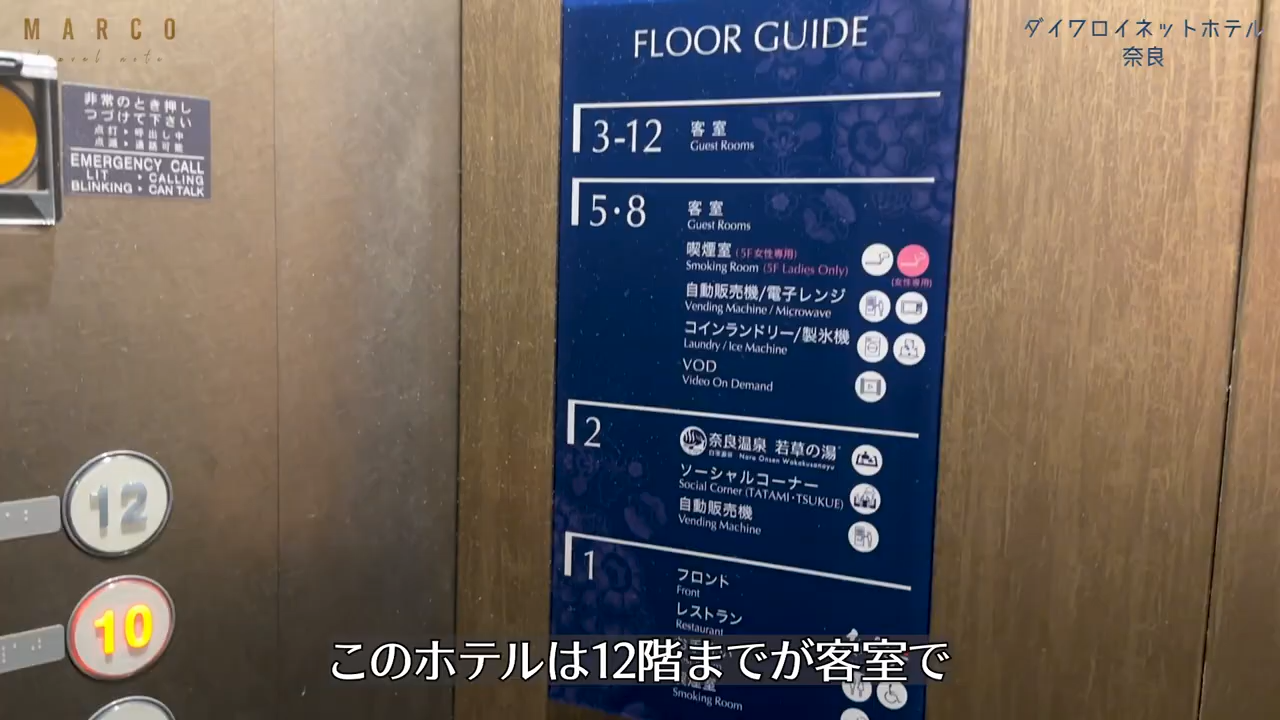 MARCO
travel note
ダイワロイネットホテル
奈良
非常のとき押し
つづけて下さい
点灯・呼出し中
点滅・通話可能
EMERGENCY CALL
LIT ・CALLING
BLINKING・CAN TALK
12
10
FLOOR GUIDE
3-12
客室
Guest Rooms
5・8
客室
Guest Rooms
喫煙室 (5F女性専用)
Smoking Room (5F Ladies Only)
(女性専用)
自動販売機/電子レンジ
Vending Machine / Microwave
コインランドリー/製氷機
Laundry / Ice Machine
VOD
Video On Demand
2
奈良温泉 若草の湯
Nara Onsen Wakakusanoyu
ソーシャルコーナー
Social Corner (TATAMI・TSUKUE)
自動販売機
Vending Machine
1
フロント
Front
レストラン
Restaurant
Smoking Room
このホテルは12階までが客室で